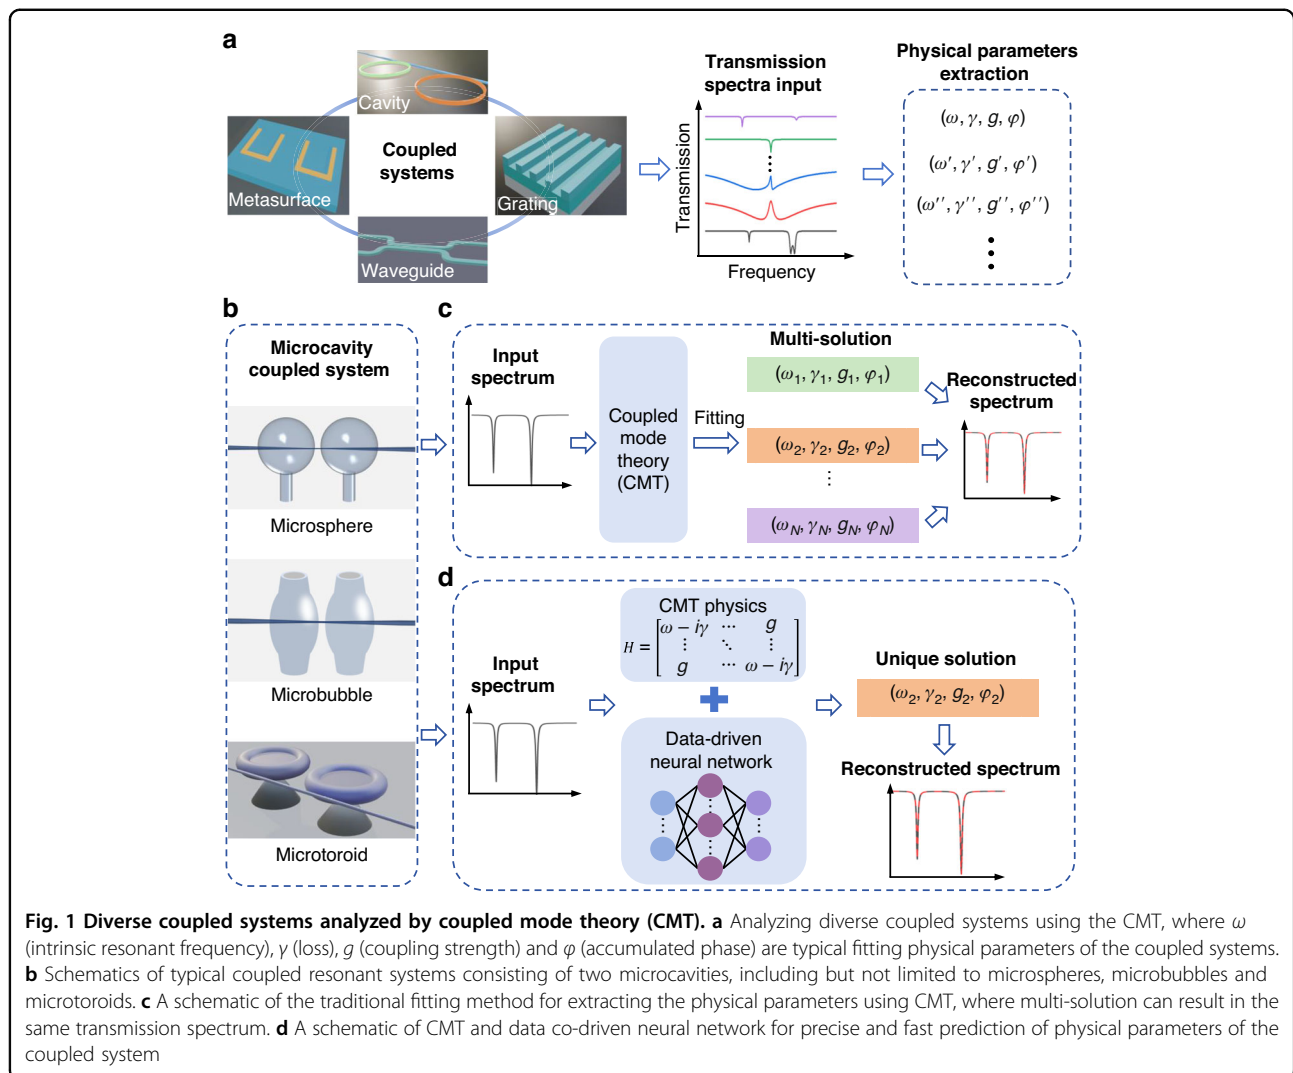 a
Cavity
Coupled
systems
Metasurface
Grating
Waveguide
Transmission
spectra input
Transmission
Frequency
Physical parameters
extraction
(ω, γ, g, φ)
(ω′, γ′, g′, φ′)
(ω′′, γ′′, g′′, φ′′)
b
Microcavity
coupled system
Microsphere
Microbubble
Microtoroid
c
Input
spectrum
Coupled
mode
theory
(CMT)
Fitting
Multi-solution
(ω₁, γ₁, g₁, φ₁)
(ω₂, γ₂, g₂, φ₂)
⋮
(ω_N, γ_N, g_N, φ_N)
Reconstructed
spectrum
d
Input
spectrum
CMT physics
H = [ω − iγ ⋯ g
⋮ ⋱ ⋮
g ⋯ ω − iγ]
Data-driven
neural network
Unique solution
(ω₂, γ₂, g₂, φ₂)
Reconstructed spectrum
Fig. 1 Diverse coupled systems analyzed by coupled mode theory (CMT). a Analyzing diverse coupled systems using the CMT, where ω
(intrinsic resonant frequency), γ (loss), g (coupling strength) and φ (accumulated phase) are typical fitting physical parameters of the coupled systems.
b Schematics of typical coupled resonant systems consisting of two microcavities, including but not limited to microspheres, microbubbles and
microtoroids. c A schematic of the traditional fitting method for extracting the physical parameters using CMT, where multi-solution can result in the
same transmission spectrum. d A schematic of CMT and data co-driven neural network for precise and fast prediction of physical parameters of the
coupled system